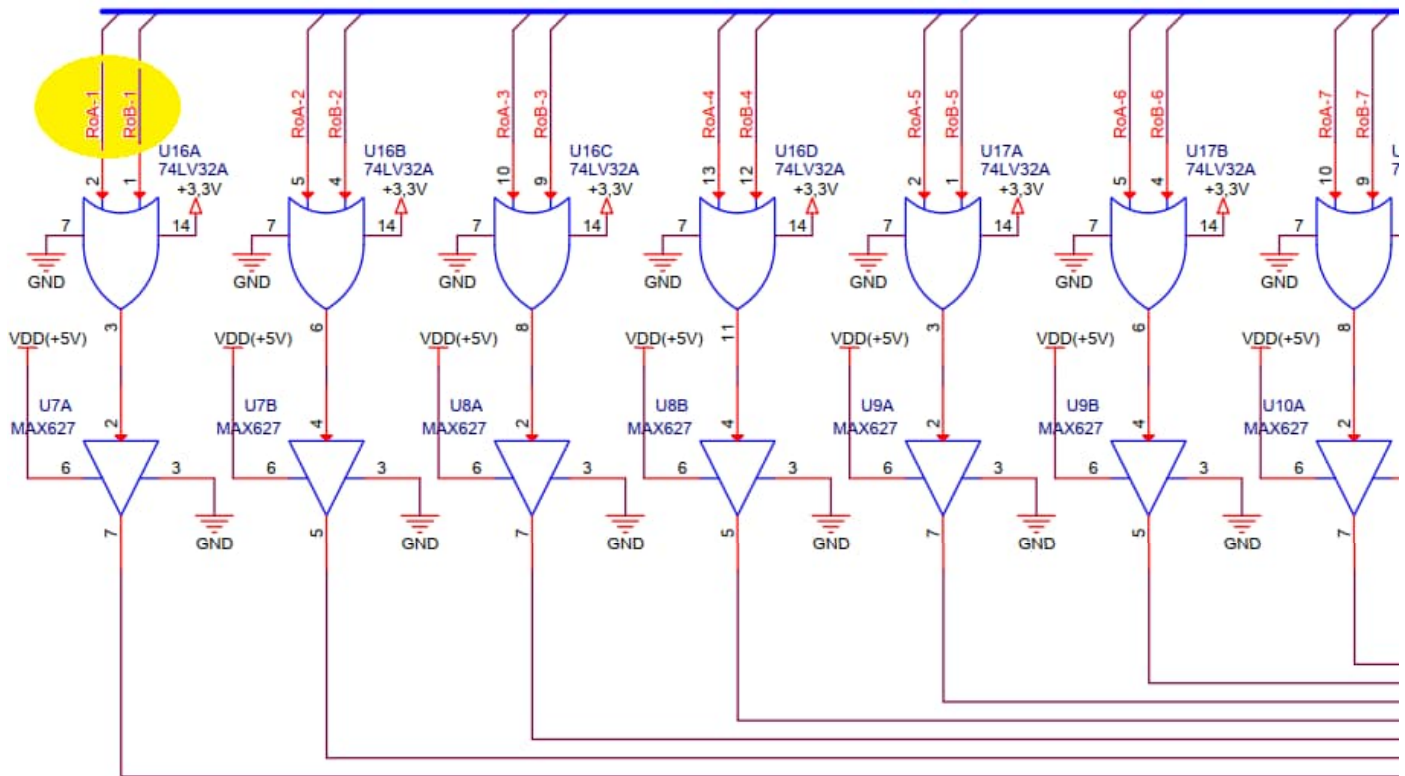 RoA-1
RoB-1
RoA-2
RoB-2
RoA-3
RoB-3
RoA-4
RoB-4
RoA-5
RoB-5
RoA-6
RoB-6
RoA-7
RoB-7
U16A
74LV32A
+3,3V
2
1
7
14
GND
3
U16B
74LV32A
+3,3V
5
4
7
14
GND
6
U16C
74LV32A
+3,3V
10
9
7
14
GND
8
U16D
74LV32A
+3,3V
13
12
7
14
GND
11
U17A
74LV32A
+3,3V
2
1
7
14
GND
3
U17B
74LV32A
+3,3V
5
4
7
14
GND
6
10
9
7
GND
8
VDD(+5V)
U7A
MAX627
2
6
3
GND
7
VDD(+5V)
U7B
MAX627
4
6
3
GND
5
VDD(+5V)
U8A
MAX627
2
6
3
GND
7
VDD(+5V)
U8B
MAX627
4
6
3
GND
5
VDD(+5V)
U9A
MAX627
2
6
3
GND
7
VDD(+5V)
U9B
MAX627
4
6
3
GND
5
VDD(+5V)
U10A
MAX627
2
6
7